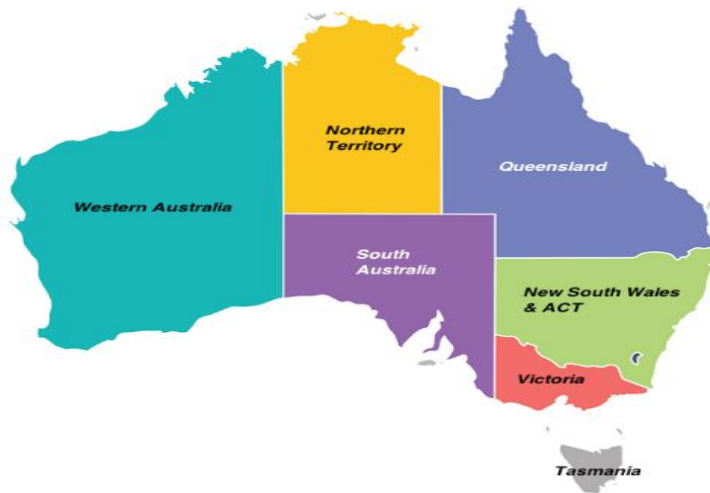 Northern
Territory
Queensland
Western Australia
South
Australia
New South Wales
& ACT
Victoria
Tasmania